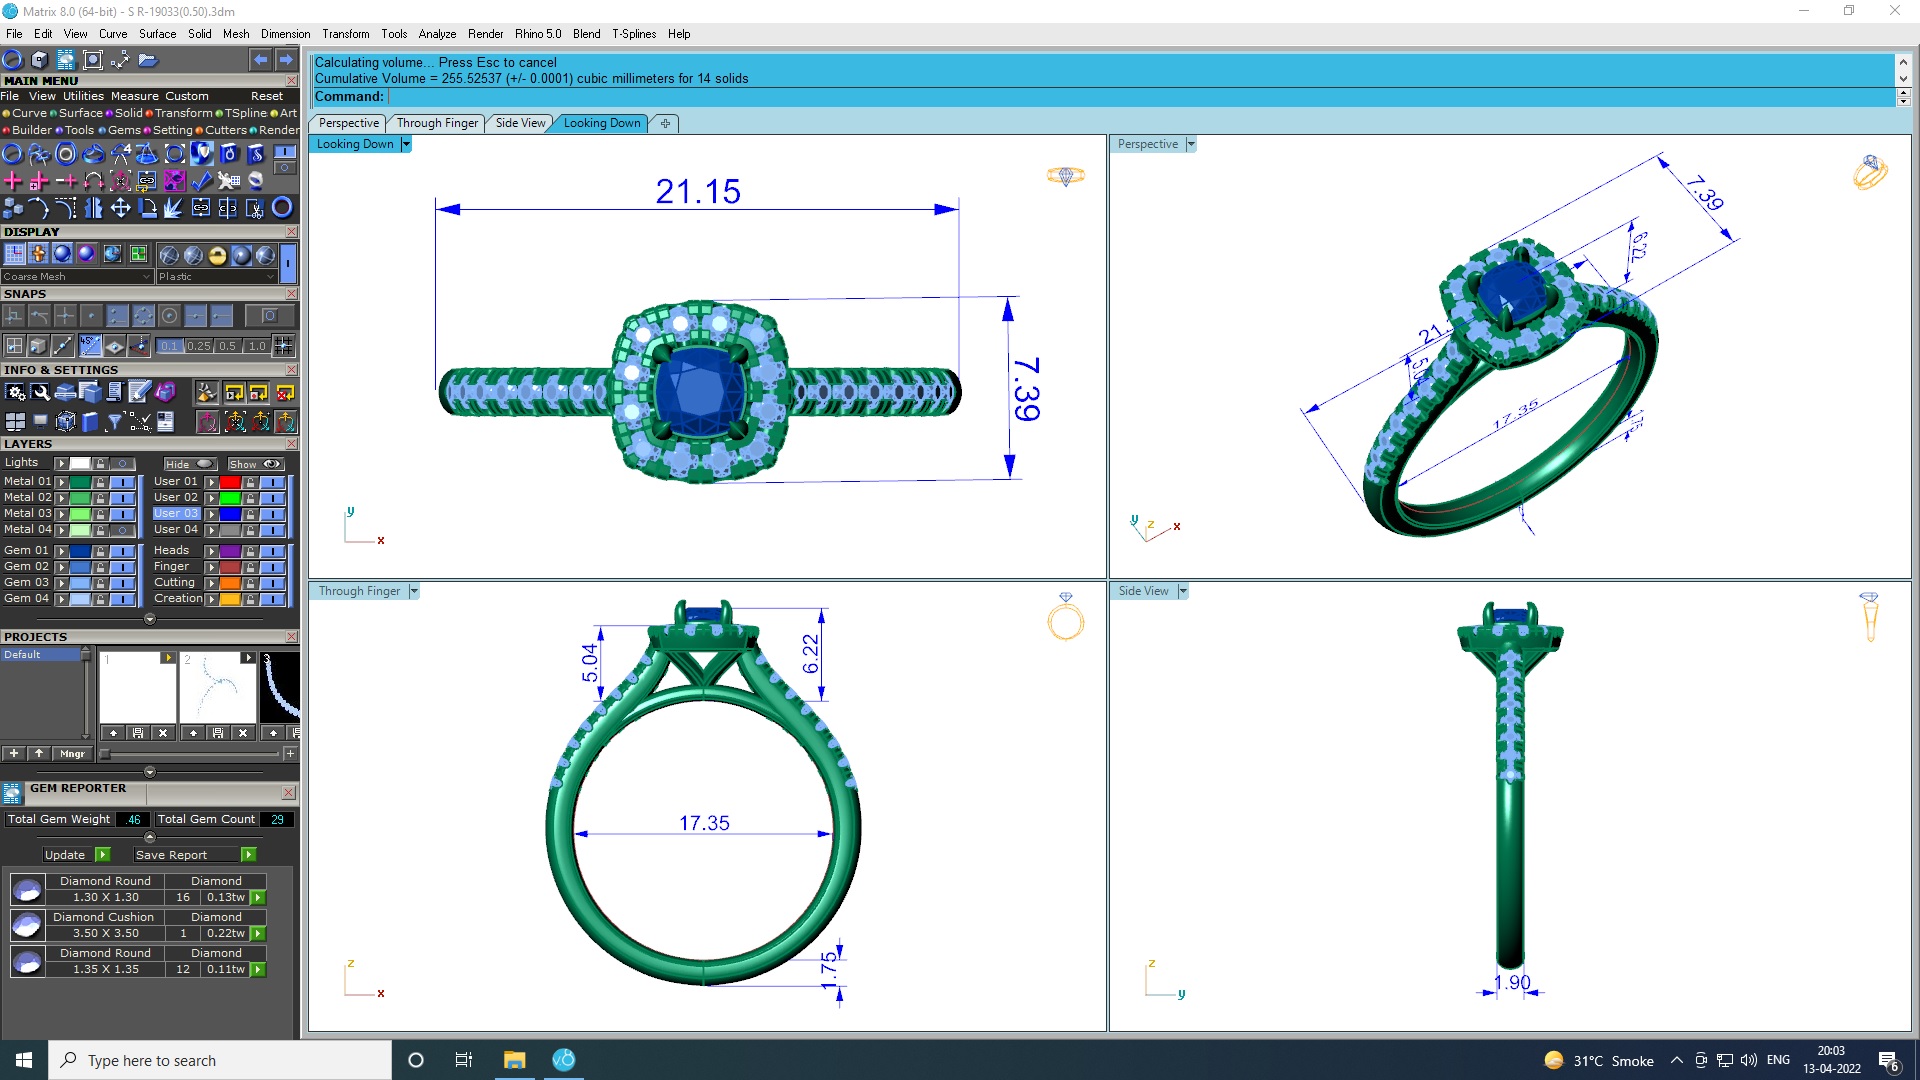 Matrix 8.0 (64-bit) - S R-19033(0.50).3dm
File Edit View Curve Surface Solid Mesh Dimension Transform Tools Analyze Render Rhino 5.0 Blend T-Splines Help
Calculating volume... Press Esc to cancel
Cumulative Volume = 255.52537 (+/- 0.0001) cubic millimeters for 14 solids
Command:
Perspective Through Finger Side View Looking Down
MAIN MENU
File View Utilities Measure Custom Reset
Curve Surface Solid Transform TSpline Art
Builder Tools Gems Setting Cutters Render
DISPLAY
Coarse Mesh Plastic
SNAPS
45°
0.1 0.25 0.5 1.0
INFO & SETTINGS
LAYERS
Lights Hide Show
Metal 01 User 01
Metal 02 User 02
Metal 03 User 03
Metal 04 User 04
Gem 01 Heads
Gem 02 Finger
Gem 03 Cutting
Gem 04 Creation
PROJECTS
Default
1 2 3
Mngr
GEM REPORTER
Total Gem Weight .46 Total Gem Count 29
Update Save Report
Diamond Round Diamond
1.30 X 1.30 16 0.13tw
Diamond Cushion Diamond
3.50 X 3.50 1 0.22tw
Diamond Round Diamond
1.35 X 1.35 12 0.11tw
Looking Down
21.15
7.39
y
x
Perspective
7.39
6.22
21.
5.04
17.35
y z x
Through Finger
5.04
6.22
17.35
1.75
z
x
Side View
1.90
z
y
Type here to search
31°C Smoke
ENG
20:03
13-04-2022
6